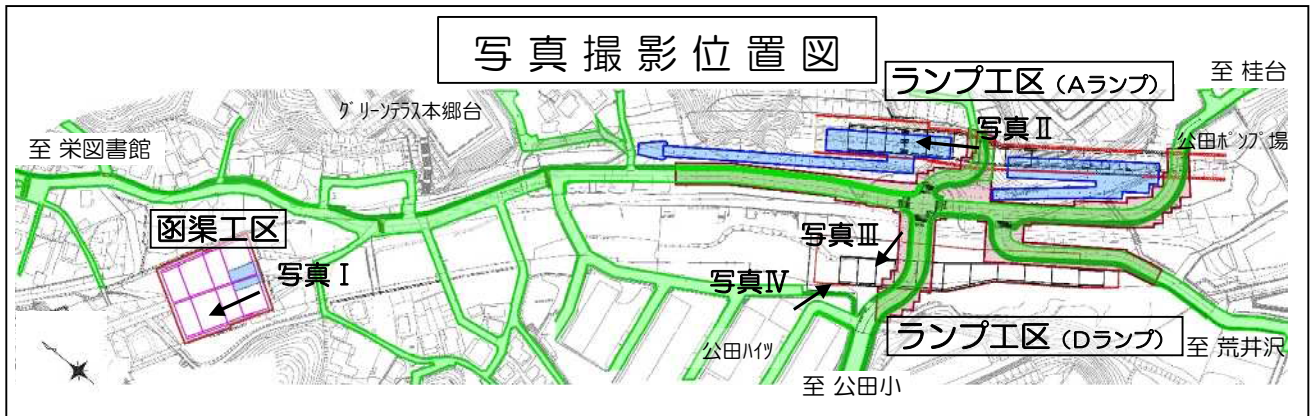 写真撮影位置図
ランプ工区 (Aランプ)
至 桂台
グリーンテラス本郷台
写真Ⅱ
公田ポンプ場
至 栄図書館
函渠工区
写真Ⅰ
写真Ⅲ
写真Ⅳ
公田ハイツ
ランプ工区 (Dランプ)
至 荒井沢
至 公田小